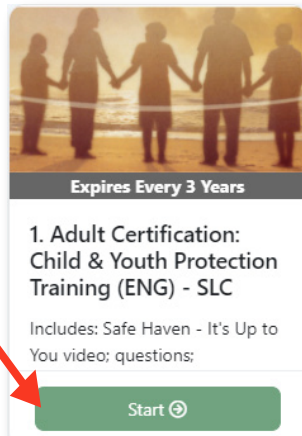 Expires Every 3 Years
1. Adult Certification:
Child & Youth Protection
Training (ENG) - SLC
Includes: Safe Haven - It's Up to
You video; questions;
Start